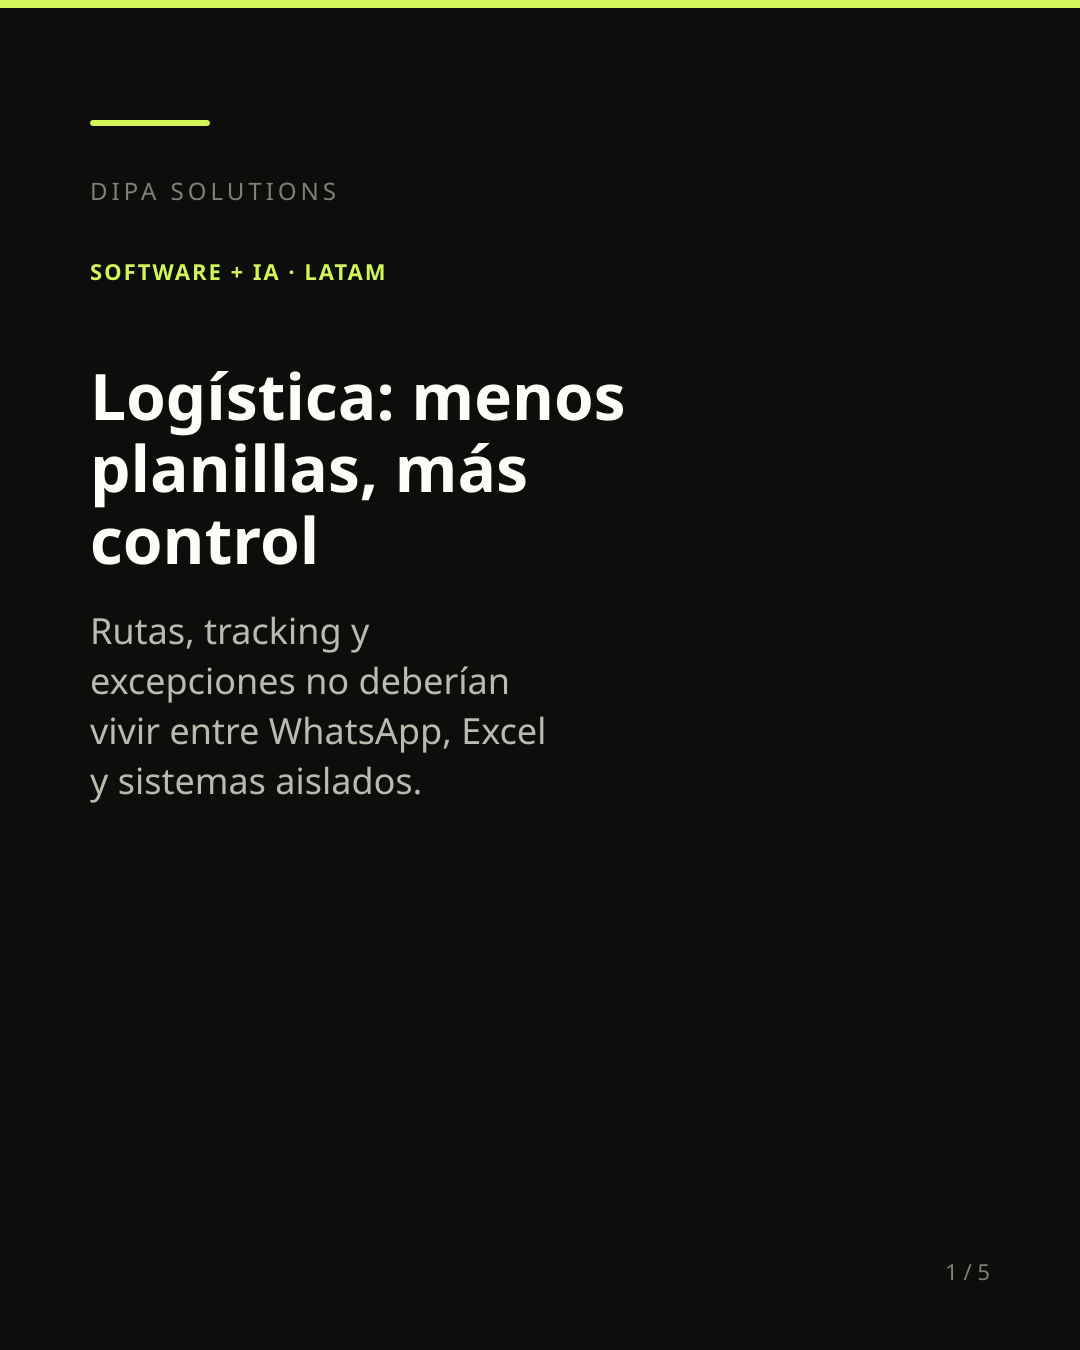 DIPA SOLUTIONS
SOFTWARE + IA · LATAM
Logística: menos
planillas, más
control
Rutas, tracking y
excepciones no deberían
vivir entre WhatsApp, Excel
y sistemas aislados.
1 / 5